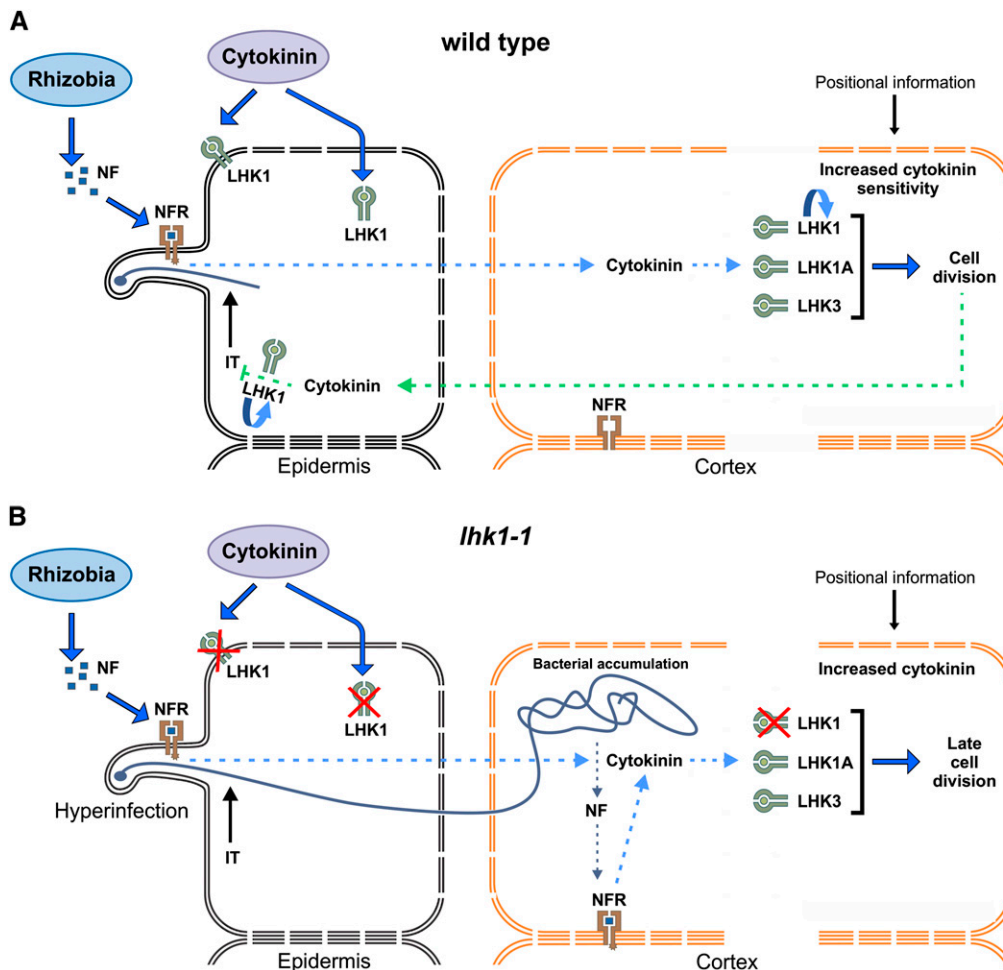 A
wild type
Rhizobia
Cytokinin
Positional information
NF
LHK1
NFR
LHK1
Increased cytokinin
sensitivity
LHK1
LHK1A
LHK3
Cytokinin
Cell
division
IT
LHK1
Cytokinin
NFR
Epidermis
Cortex
B
lhk1-1
Rhizobia
Cytokinin
Positional information
NF
LHK1
NFR
LHK1
Bacterial accumulation
Increased cytokinin
LHK1
LHK1A
LHK3
Cytokinin
Late
cell
division
Hyperinfection
NF
IT
NFR
Epidermis
Cortex